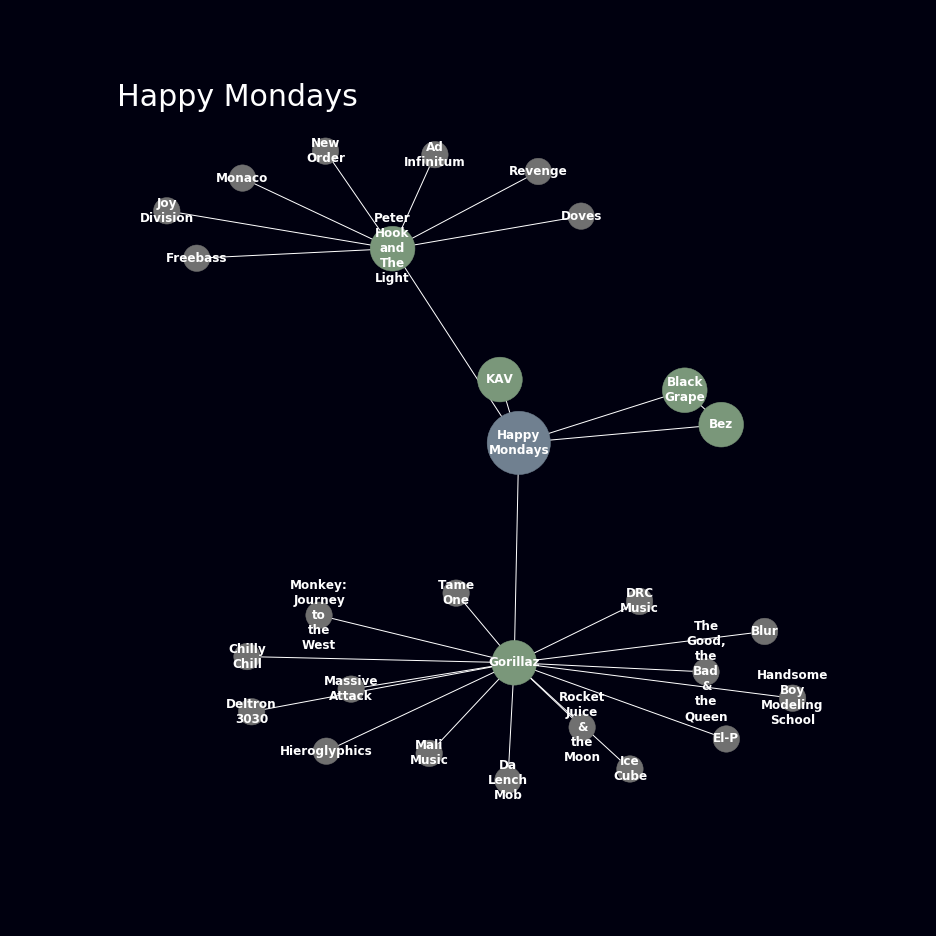 Happy Mondays
New
Order
Ad
Infinitum
Monaco
Revenge
Joy
Division
Doves
Peter
Hook
and
The
Light
Freebass
KAV
Black
Grape
Bez
Happy
Mondays
Monkey:
Journey
to
the
West
Tame
One
DRC
Music
The
Good,
the
Bad
&
the
Queen
Blur
Chilly
Chill
Gorillaz
Massive
Attack
Handsome
Boy
Modeling
School
Deltron
3030
Rocket
Juice
&
the
Moon
El-P
Hieroglyphics
Mali
Music
Da
Lench
Mob
Ice
Cube